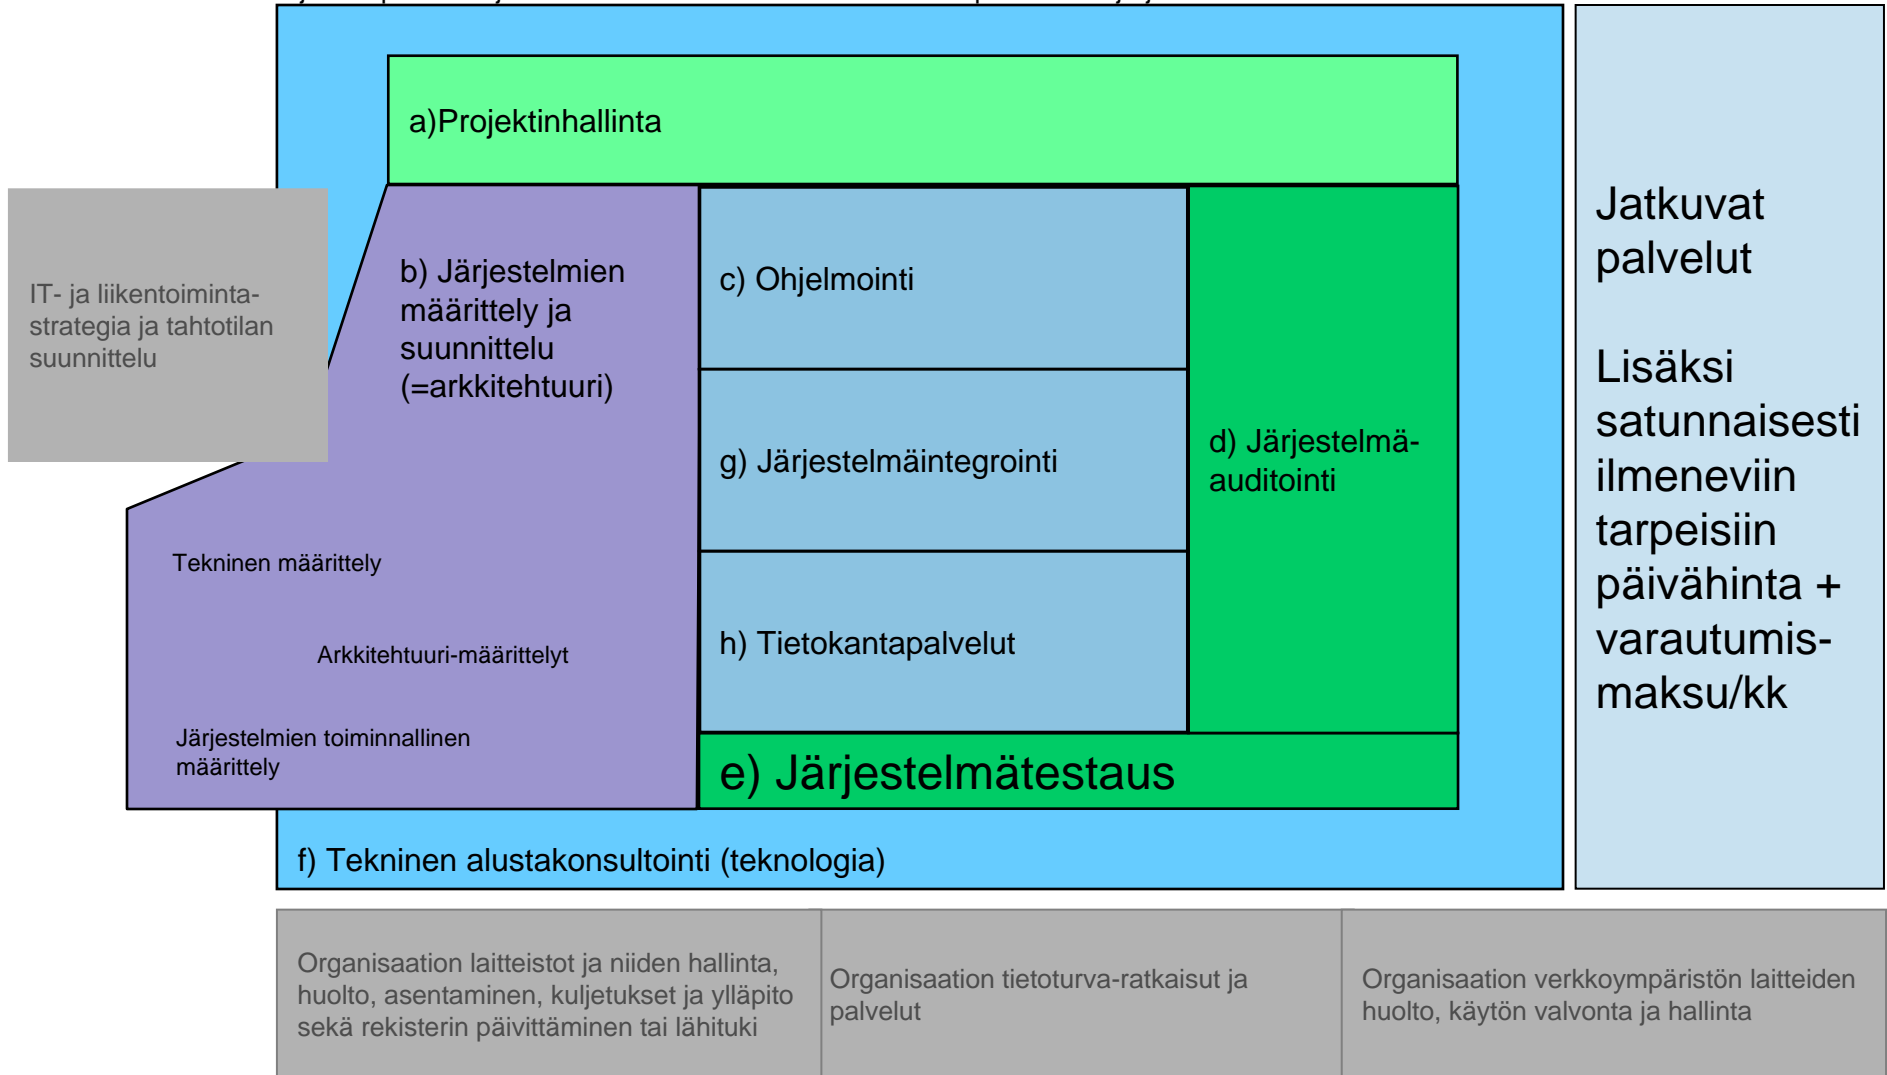 a)Projektinhallinta
IT- ja liikentoiminta-
strategia ja tahtotilan
suunnittelu
b) Järjestelmien
määrittely ja
suunnittelu
(=arkkitehtuuri)
Tekninen määrittely
Arkkitehtuuri-määrittelyt
Järjestelmien toiminnallinen
määrittely
c) Ohjelmointi
g) Järjestelmäintegrointi
h) Tietokantapalvelut
d) Järjestelmä-
auditointi
e) Järjestelmätestaus
f) Tekninen alustakonsultointi (teknologia)
Jatkuvat
palvelut
Lisäksi
satunnaisesti
ilmeneviin
tarpeisiin
päivähinta +
varautumis-
maksu/kk
Organisaation laitteistot ja niiden hallinta,
huolto, asentaminen, kuljetukset ja ylläpito
sekä rekisterin päivittäminen tai lähituki
Organisaation tietoturva-ratkaisut ja
palvelut
Organisaation verkkoympäristön laitteiden
huolto, käytön valvonta ja hallinta